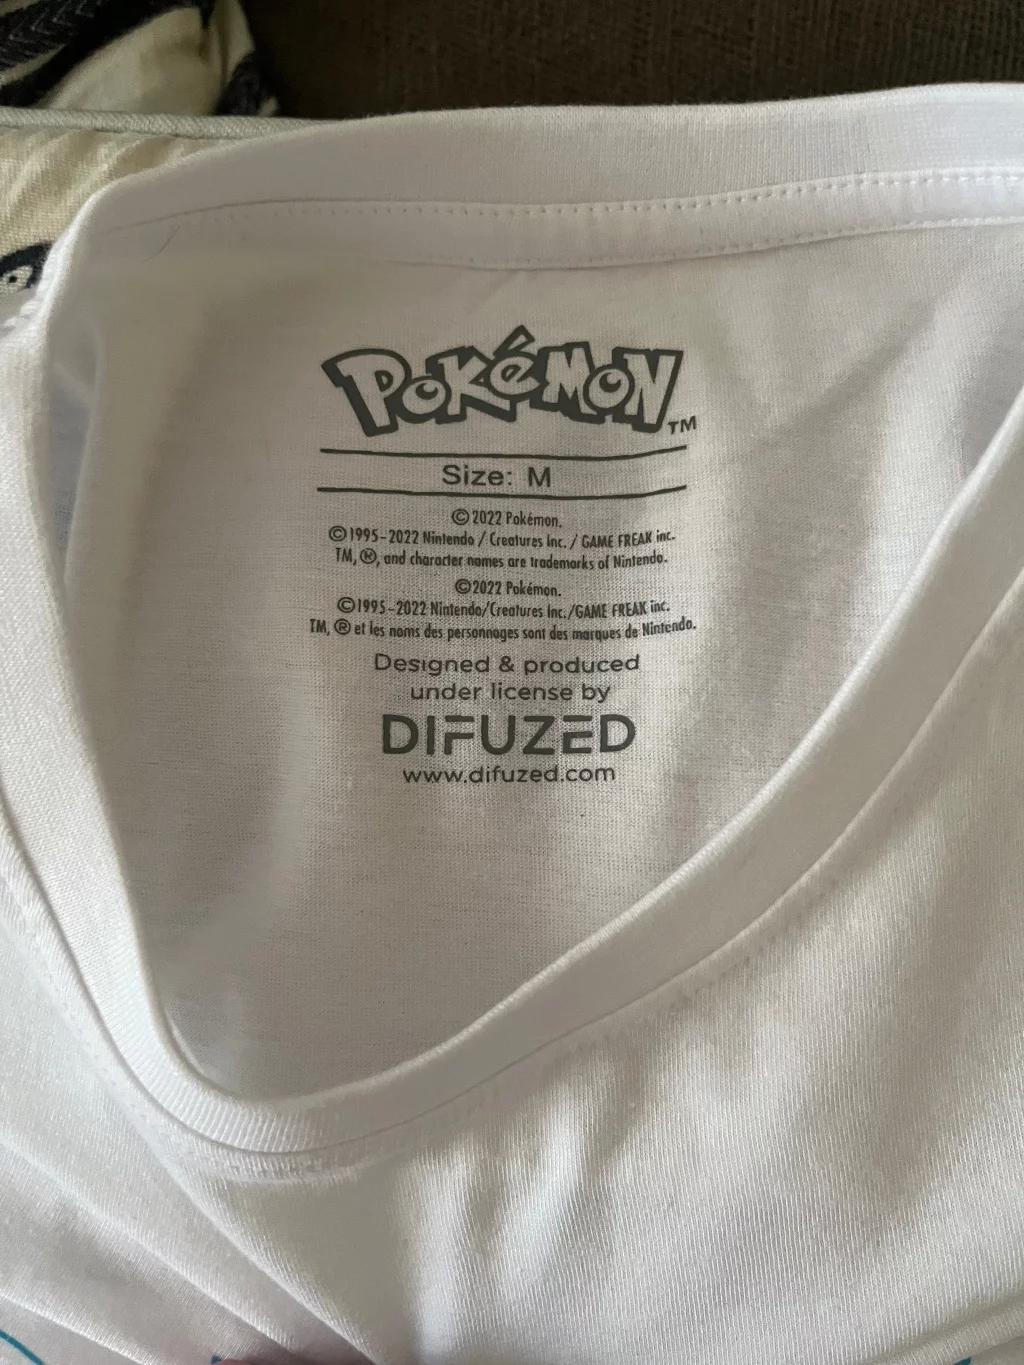 POKéMON™
Size: M
©2022 Pokémon.
©1995-2022 Nintendo / Creatures Inc. / GAME FREAK inc.
TM, ®, and character names are trademarks of Nintendo.
©2022 Pokémon.
©1995-2022 Nintendo/Creatures Inc./GAME FREAK inc.
TM, ® et les noms des personnages sont des marques de Nintendo.
Designed & produced
under license by
DIFUZED
www.difuzed.com